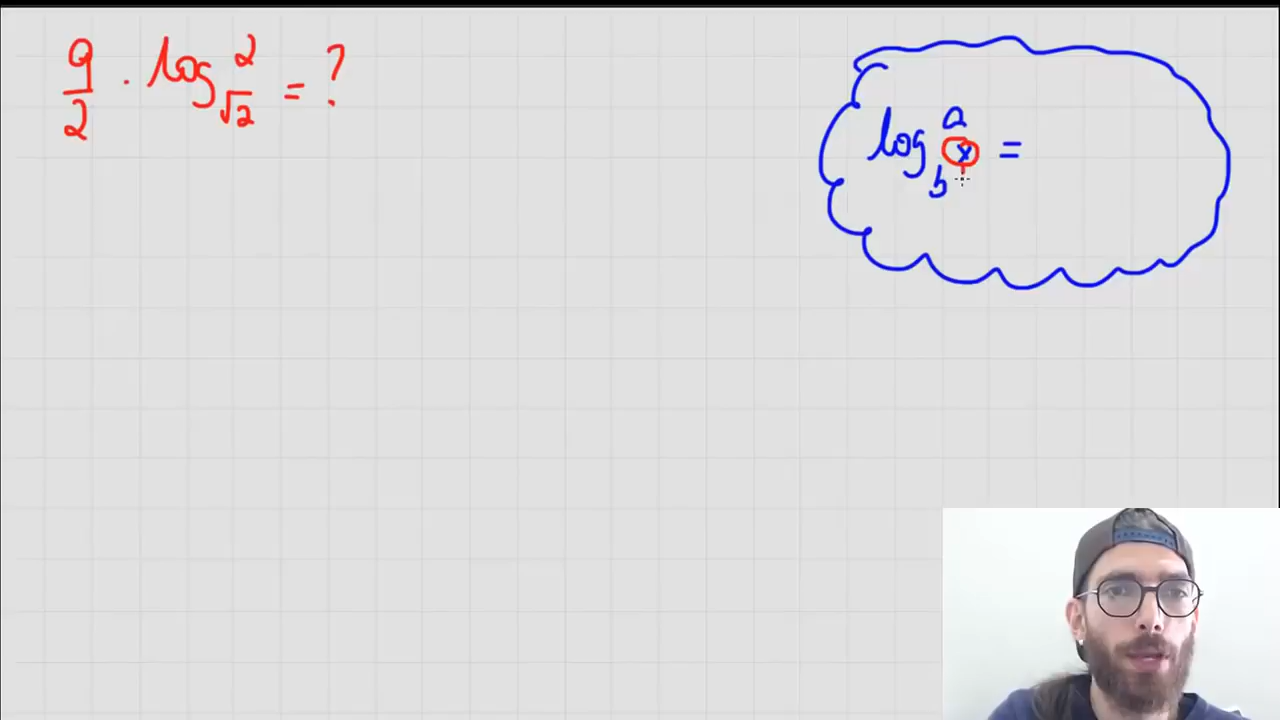 9/2 · log_√2 2 = ?
log_b^x a =